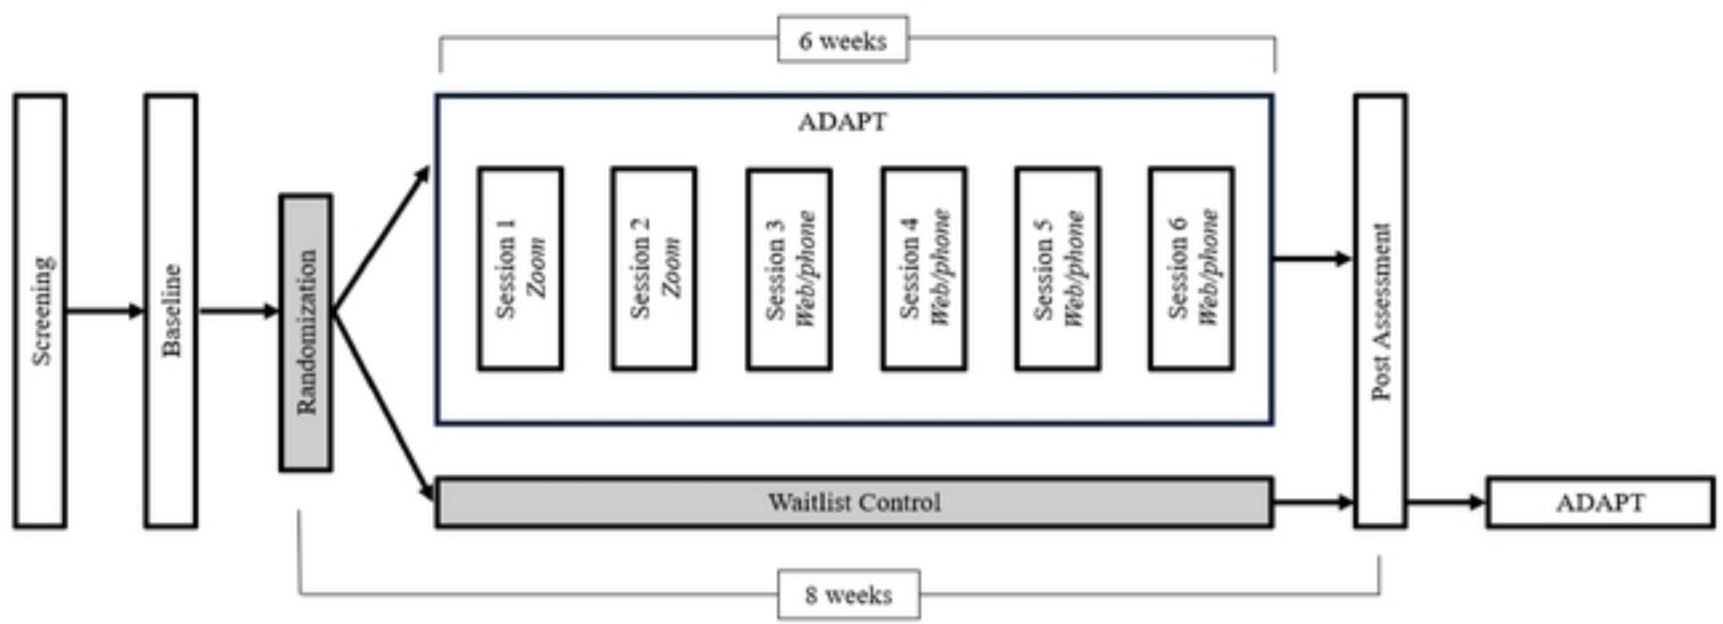 6 weeks
Screening
Baseline
Randomization
ADAPT
Session 1
Zoom
Session 2
Zoom
Session 3
Web/phone
Session 4
Web/phone
Session 5
Web/phone
Session 6
Web/phone
Waitlist Control
Post Assessment
ADAPT
8 weeks